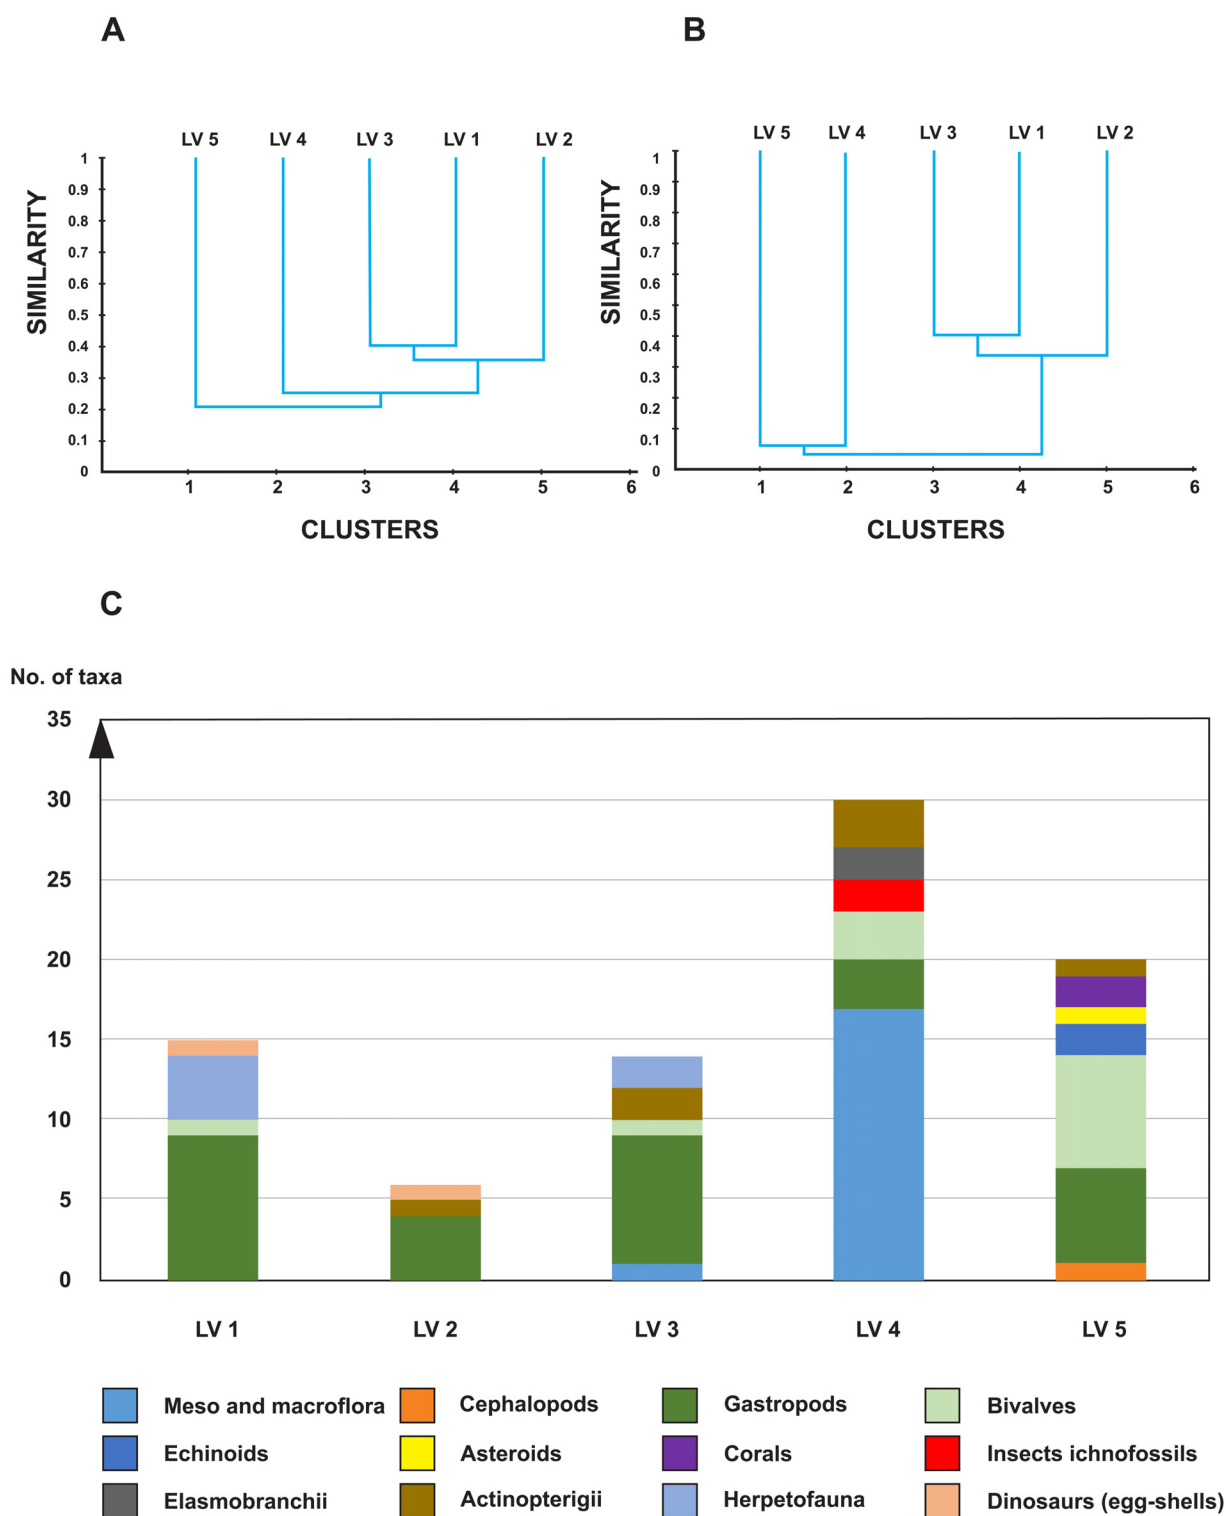 A
B
LV 5 LV 4 LV 3 LV 1 LV 2
LV 5 LV 4 LV 3 LV 1 LV 2
SIMILARITY
1
0.9
0.8
0.7
0.6
0.5
0.4
0.3
0.2
0.1
0
1 2 3 4 5 6
CLUSTERS
SIMILARITY
1
0.9
0.8
0.7
0.6
0.5
0.4
0.3
0.2
0.1
0
1 2 3 4 5 6
CLUSTERS
C
No. of taxa
35
30
25
20
15
10
5
0
LV 1 LV 2 LV 3 LV 4 LV 5
Meso and macroflora Cephalopods Gastropods Bivalves
Echinoids Asteroids Corals Insects ichnofossils
Elasmobranchii Actinopterigii Herpetofauna Dinosaurs (egg-shells)